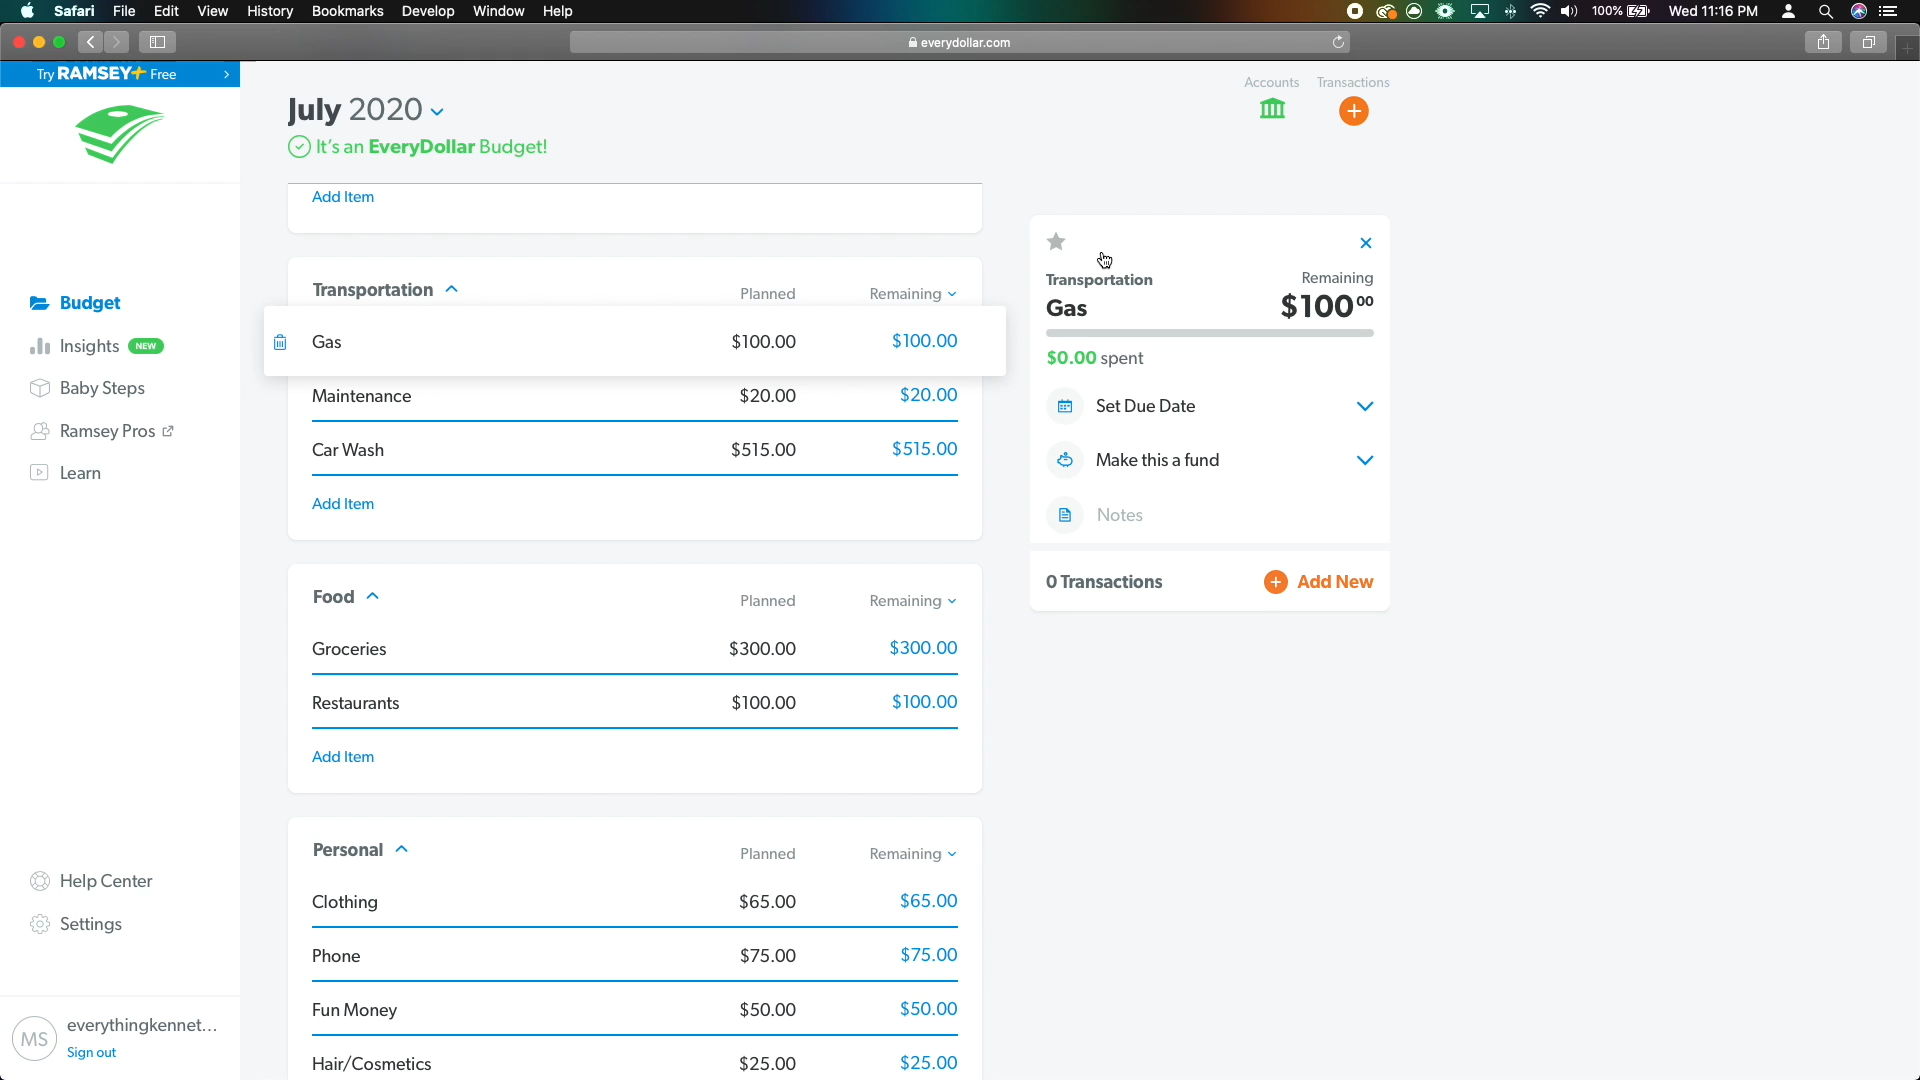 Safari File Edit View History Bookmarks Develop Window Help 100% Wed 11:16 PM
everydollar.com
Try RAMSEY+ Free
Accounts Transactions
July 2020
It's an EveryDollar Budget!
Budget
Insights NEW
Baby Steps
Ramsey Pros
Learn
Help Center
Settings
MS everythingkennet...
Sign out
Add Item
Transportation Planned Remaining
Gas $100.00 $100.00
Maintenance $20.00 $20.00
Car Wash $515.00 $515.00
Add Item
Food Planned Remaining
Groceries $300.00 $300.00
Restaurants $100.00 $100.00
Add Item
Personal Planned Remaining
Clothing $65.00 $65.00
Phone $75.00 $75.00
Fun Money $50.00 $50.00
Hair/Cosmetics $25.00 $25.00
Transportation Remaining
Gas $100 00
$0.00 spent
Set Due Date
Make this a fund
Notes
0 Transactions Add New